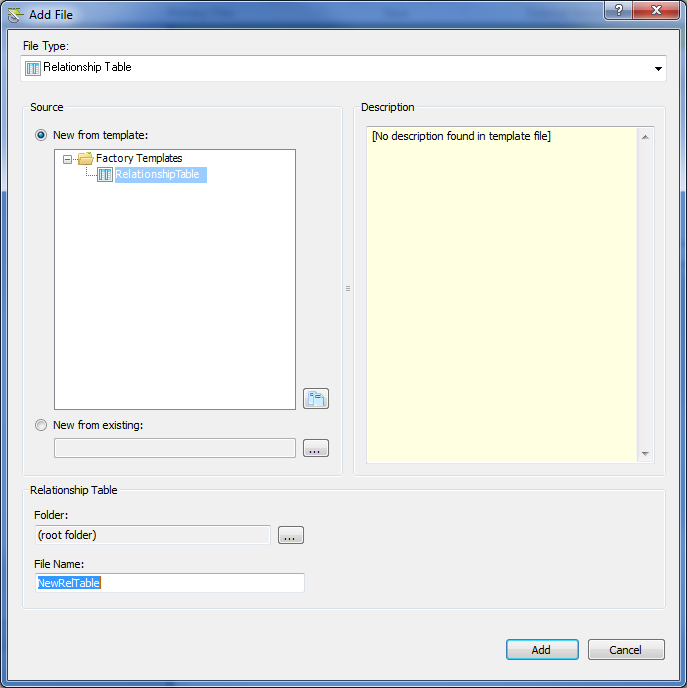 Add File
?
File Type:
Relationship Table
Source
Description
New from template:
[No description found in template file]
Factory Templates
RelationshipTable
New from existing:
...
Relationship Table
Folder:
(root folder)
...
File Name:
NewRelTable
Add
Cancel